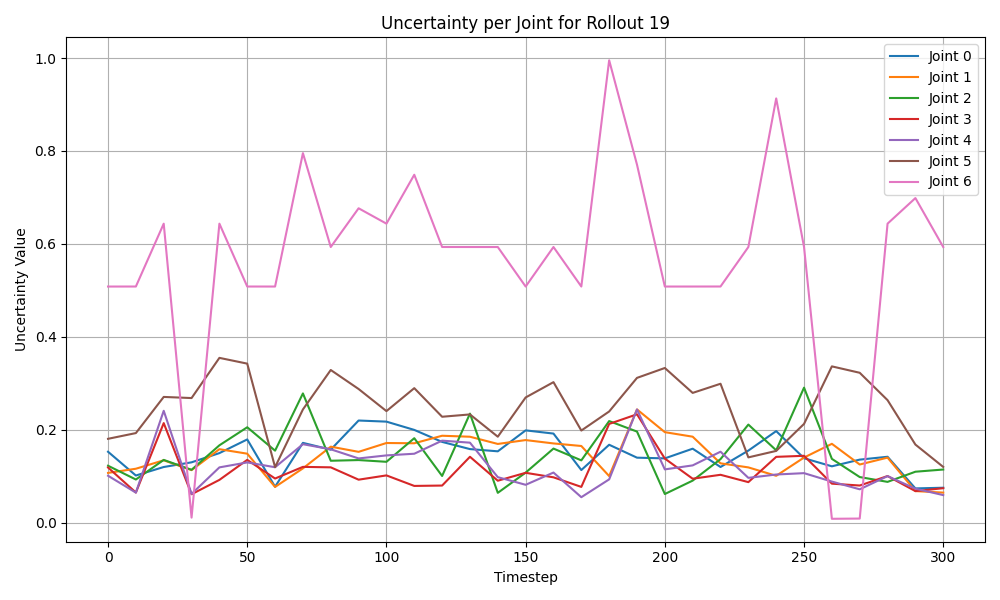 Uncertainty per Joint for Rollout 19
Joint 0
Joint 1
Joint 2
Joint 3
Joint 4
Joint 5
Joint 6
Uncertainty Value
1.0
0.8
0.6
0.4
0.2
0.0
0 50 100 150 200 250 300
Timestep